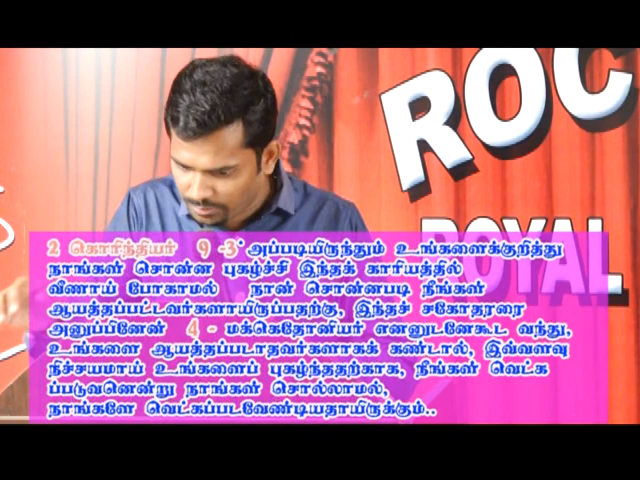 ROC
ROYAL
2 கொரிந்தியர் 9 -3 அப்படியிருந்தும் உங்களைக்குறித்து
நாங்கள் சொன்ன புகழ்ச்சி இந்தக் காரியத்தில்
வீணாய் போகாமல் நான் சொன்னபடி நீங்கள்
ஆயத்தப்பட்டவர்களாயிருப்பதற்கு, இந்தச் சகோதரரை
அனுப்பினேன் 4 - மக்கெதோனியர் என்னுடனேகூட வந்து,
உங்களை ஆயத்தப்படாதவர்களாகக் கண்டால், இவ்வளவு
நிச்சயமாய் உங்களைப் புகழ்ந்ததற்காக, நீங்கள் வெட்க
ப்படுவனென்று நாங்கள் சொல்லாமல்,
நாங்களே வெட்கப்படவேண்டியதாயிருக்கும்..